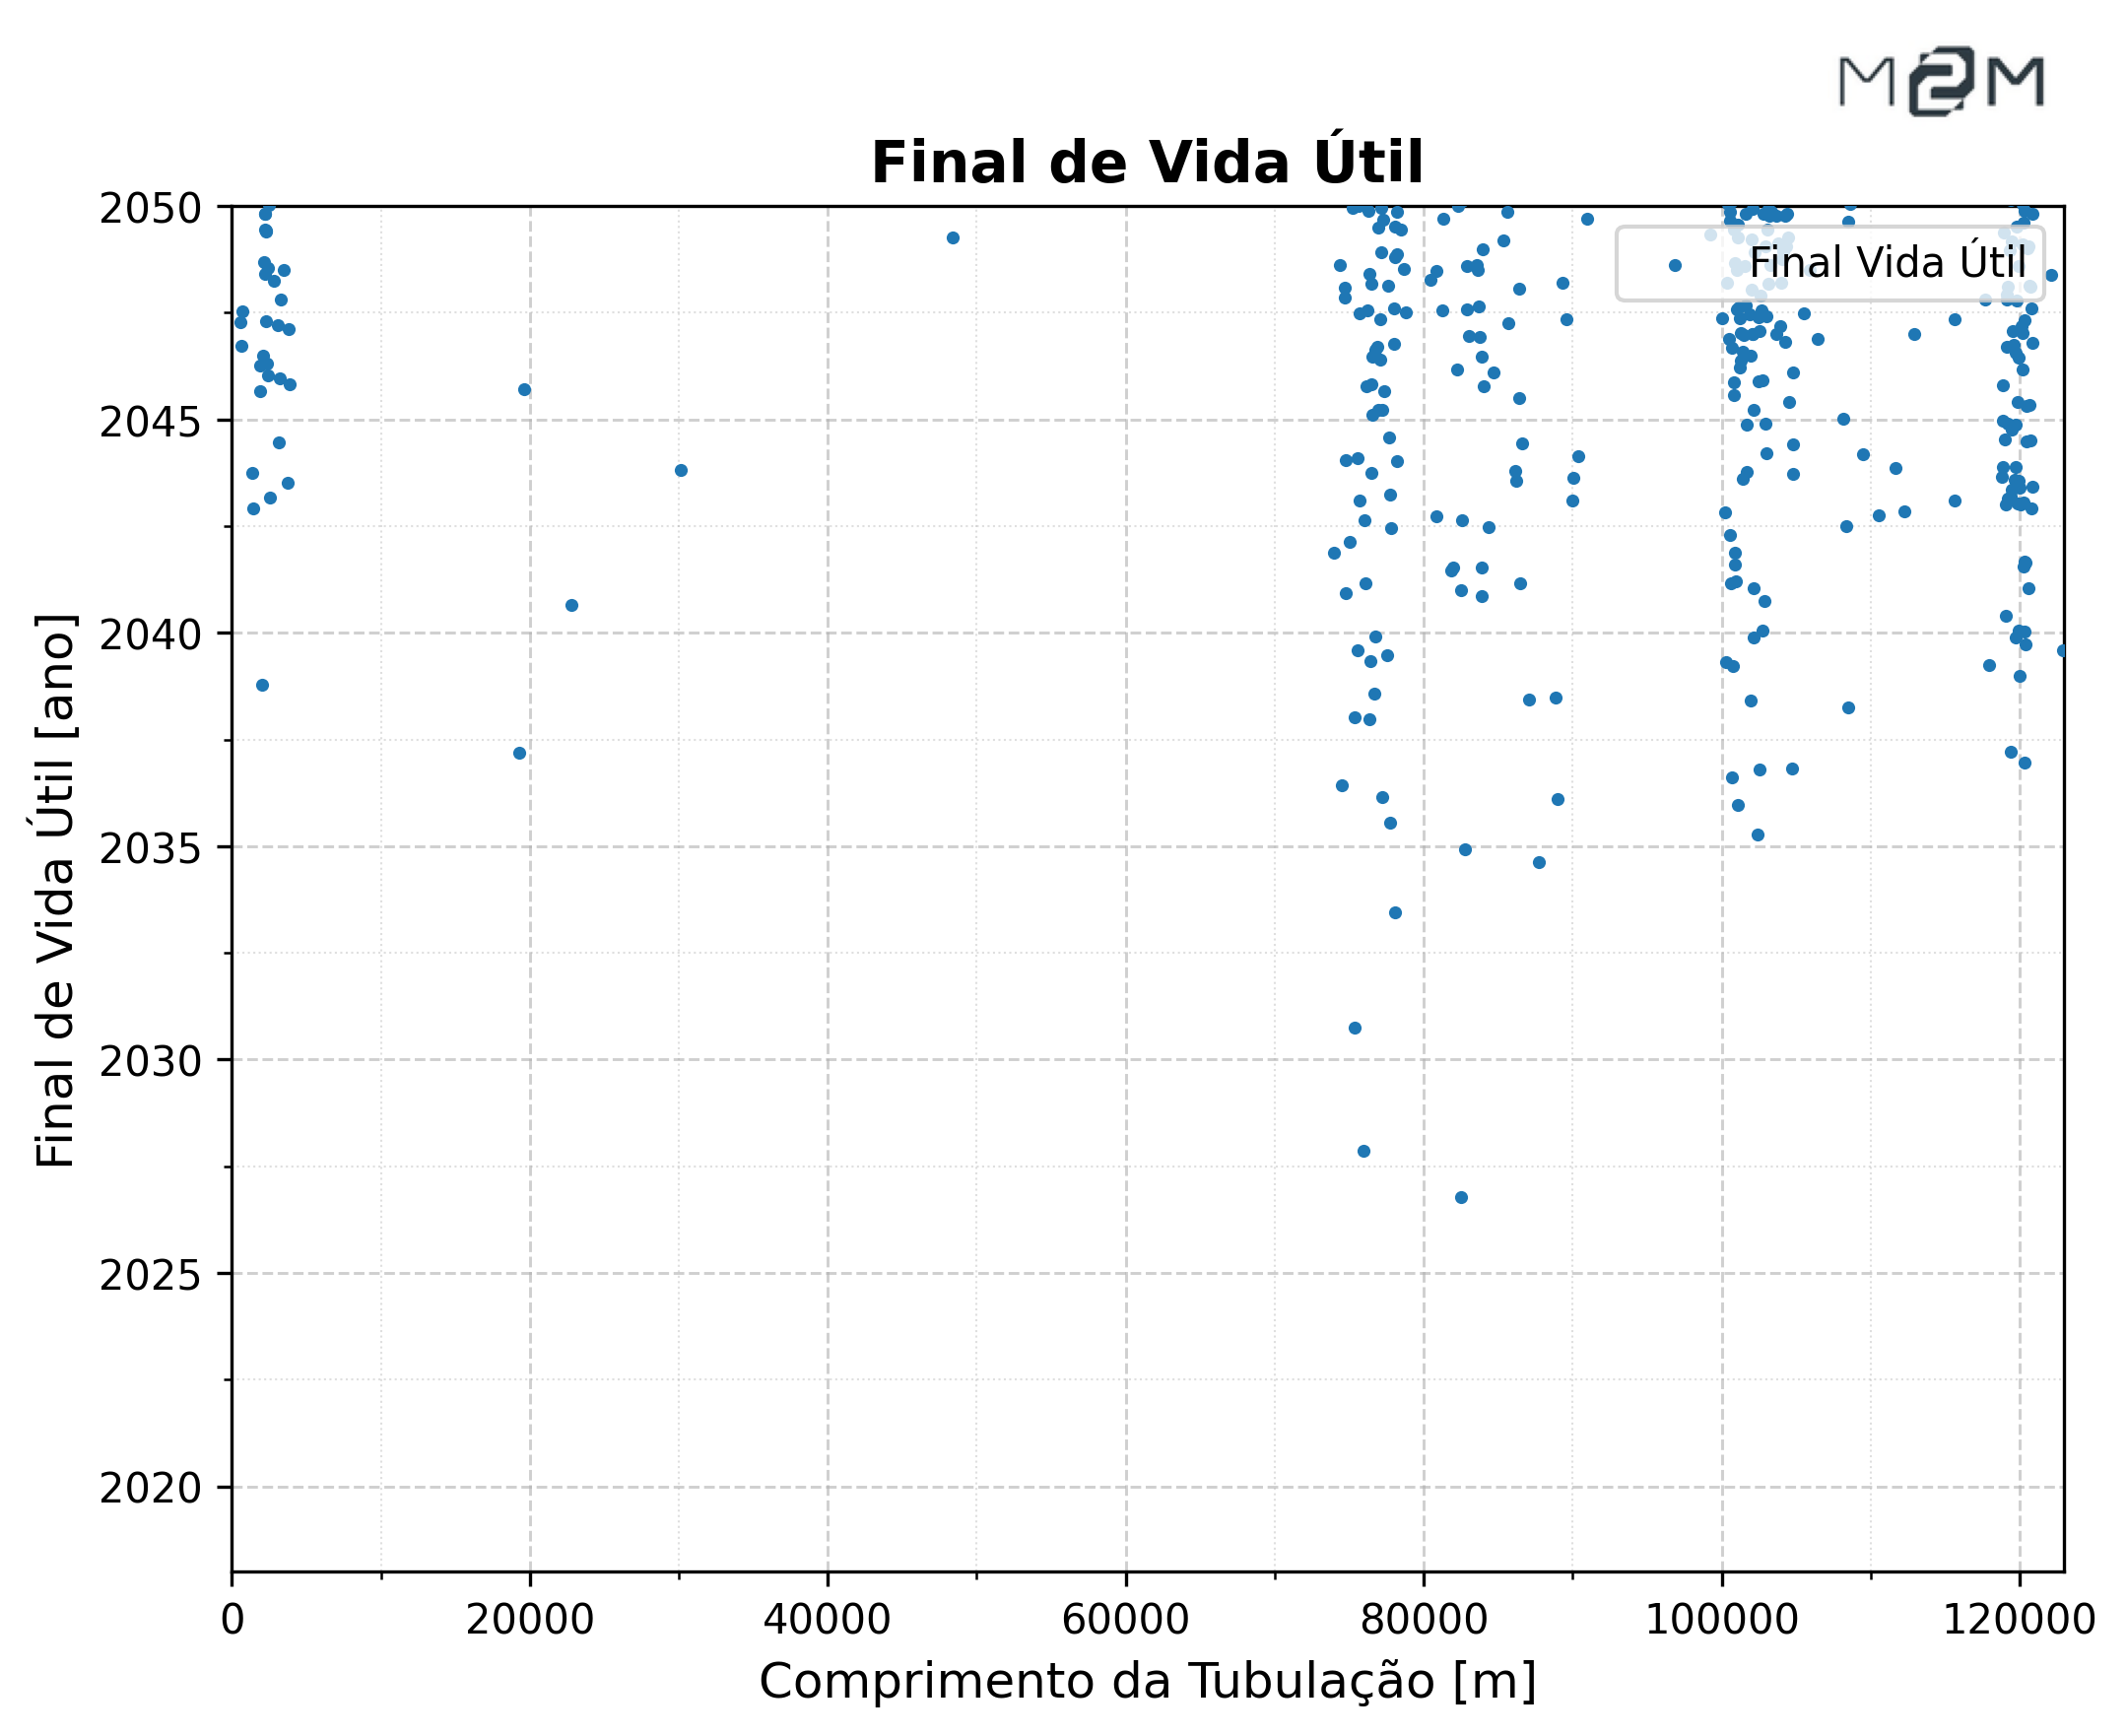 M2M
Final de Vida Útil
Final Vida Útil
Final de Vida Útil [ano]
2050
2045
2040
2035
2030
2025
2020
0 20000 40000 60000 80000 100000 120000
Comprimento da Tubulação [m]